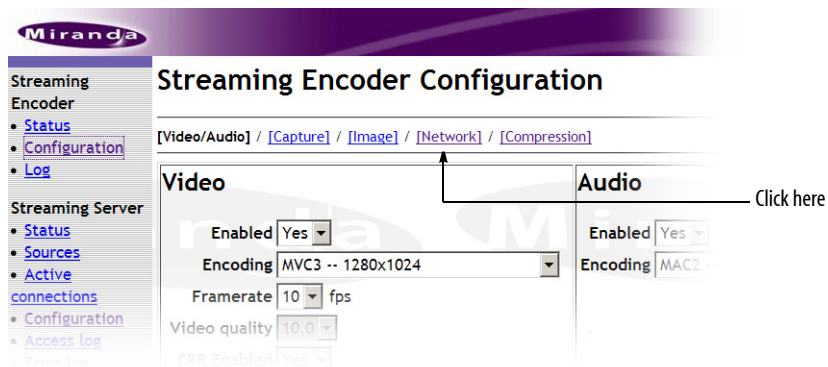 Miranda
Streaming Encoder
• Status
• Configuration
• Log
Streaming Server
• Status
• Sources
• Active connections
• Configuration
• Access log
• Error log
Streaming Encoder Configuration
[Video/Audio] / [Capture] / [Image] / [Network] / [Compression]
Video
Enabled Yes
Encoding MVC3 -- 1280x1024
Framerate 10 fps
Video quality 10.0
CBR Enabled Yes
Audio
Enabled Yes
Encoding MAC2 --
Click here